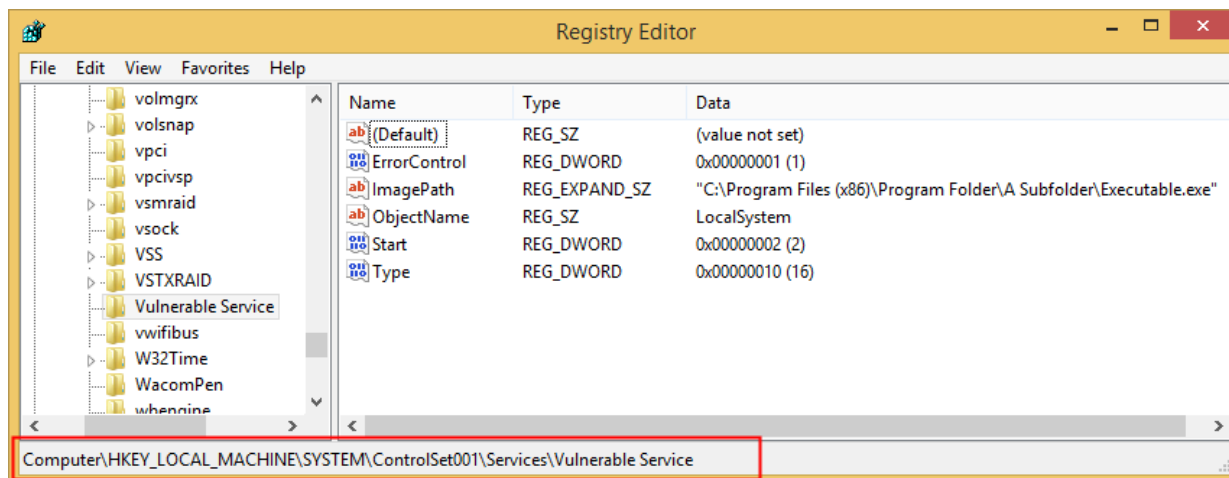 Registry Editor
File Edit View Favorites Help
volmgrx
volsnap
vpci
vpcivsp
vsmraid
vsock
VSS
VSTXRAID
Vulnerable Service
vwifibus
W32Time
WacomPen
wbengine
Name Type Data
(Default) REG_SZ (value not set)
ErrorControl REG_DWORD 0x00000001 (1)
ImagePath REG_EXPAND_SZ "C:\Program Files (x86)\Program Folder\A Subfolder\Executable.exe"
ObjectName REG_SZ LocalSystem
Start REG_DWORD 0x00000002 (2)
Type REG_DWORD 0x00000010 (16)
Computer\HKEY_LOCAL_MACHINE\SYSTEM\ControlSet001\Services\Vulnerable Service